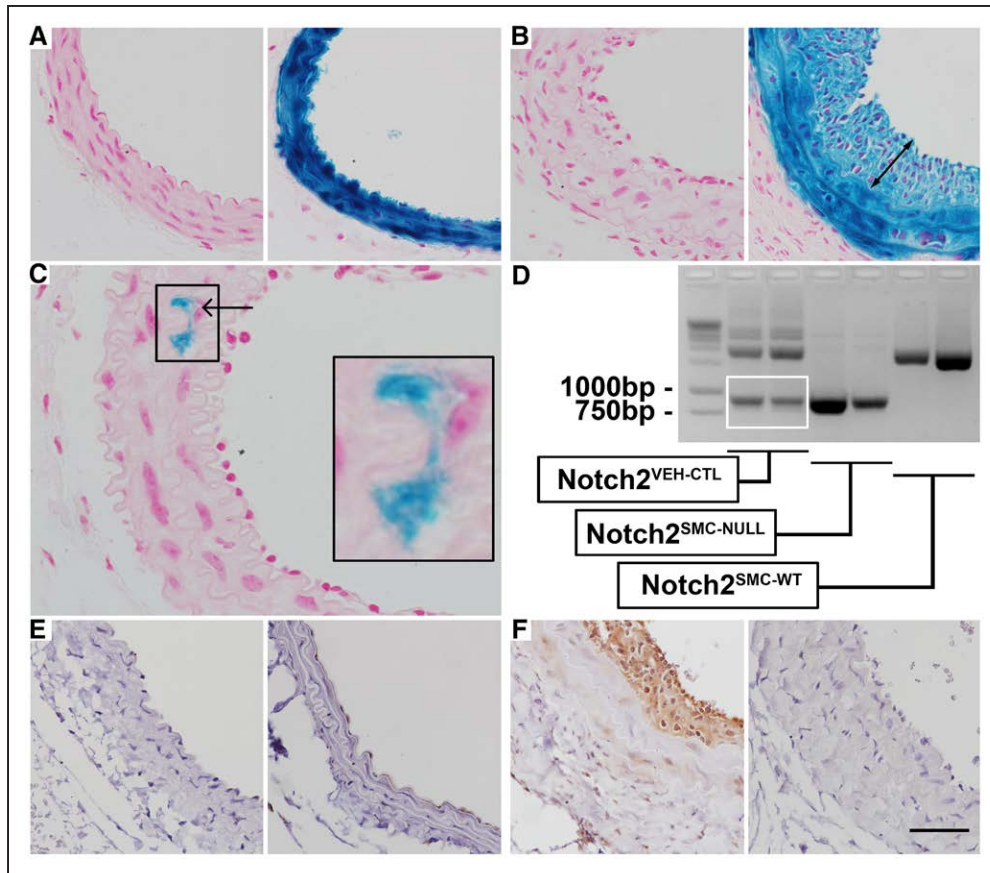 A
B
C
D
1000bp -
750bp -
Notch2VEH-CTL
Notch2SMC-NULL
Notch2SMC-WT
E
F